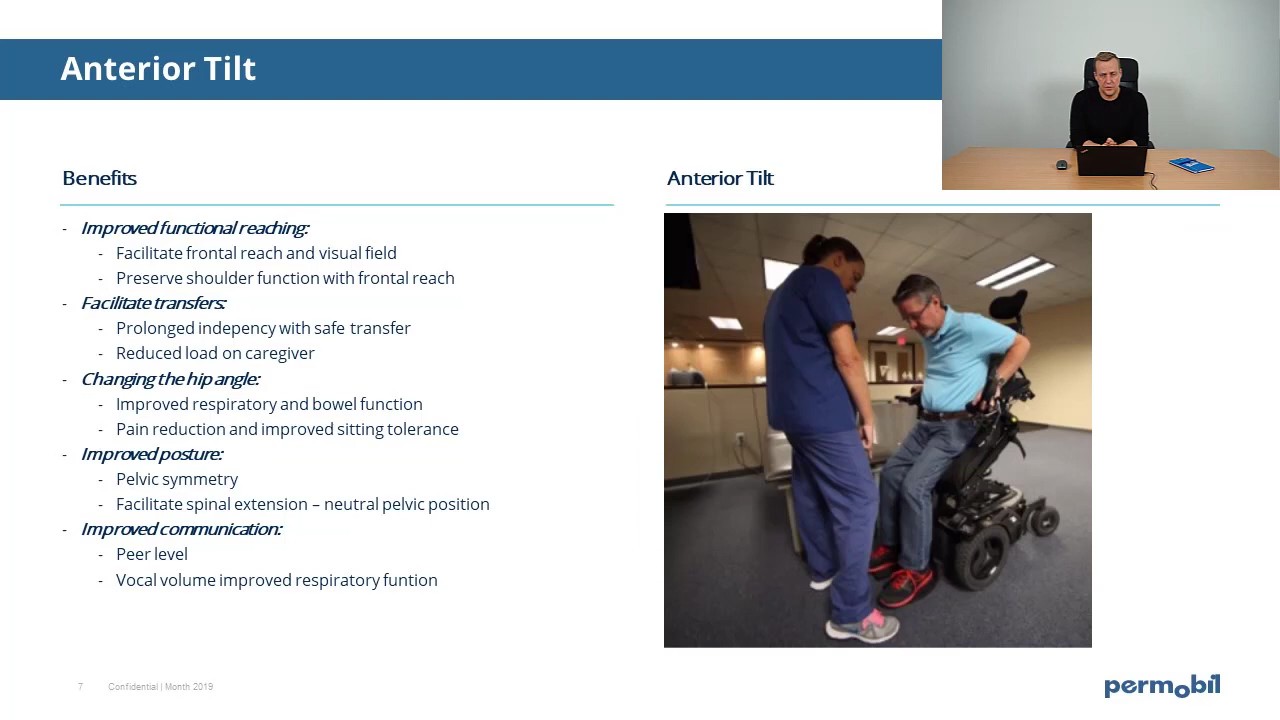 Anterior Tilt
Benefits
- Improved functional reaching:
- Facilitate frontal reach and visual field
- Preserve shoulder function with frontal reach
- Facilitate transfers:
- Prolonged indepency with safe transfer
- Reduced load on caregiver
- Changing the hip angle:
- Improved respiratory and bowel function
- Pain reduction and improved sitting tolerance
- Improved posture:
- Pelvic symmetry
- Facilitate spinal extension – neutral pelvic position
- Improved communication:
- Peer level
- Vocal volume improved respiratory funtion
Anterior Tilt
7 Confidential | Month 2019
permobil